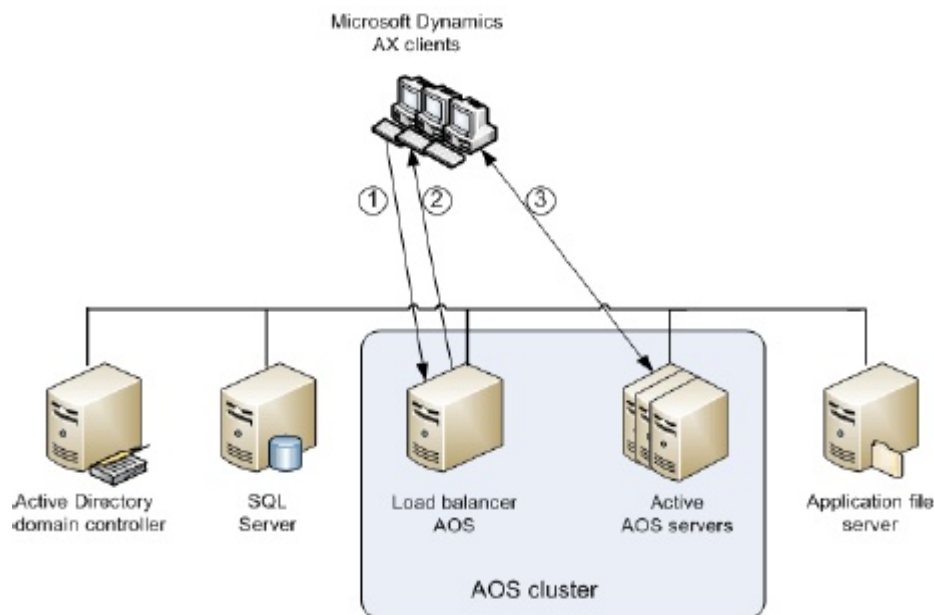 Microsoft Dynamics
AX clients
1
2
3
Active Directory
domain controller
SQL
Server
Load balancer
AOS
Active
AOS servers
Application file
server
AOS cluster